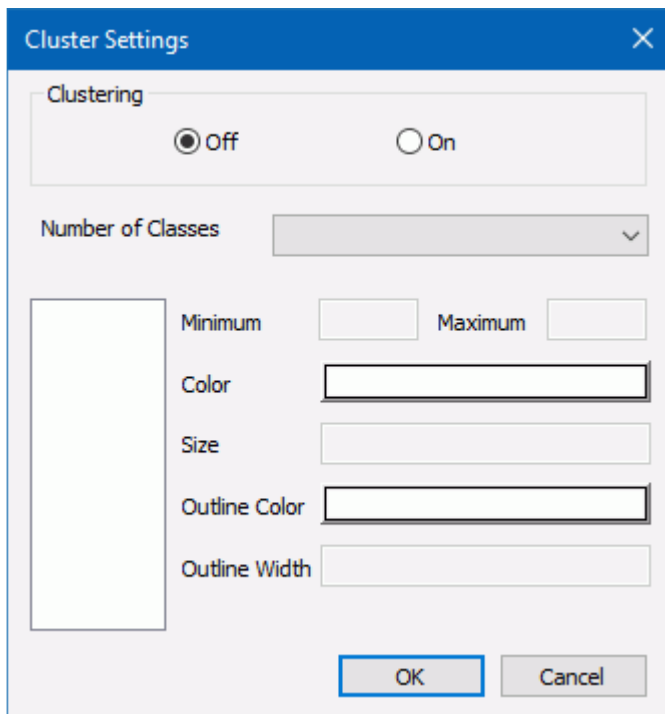 Cluster Settings
Clustering
Off On
Number of Classes
Minimum Maximum
Color
Size
Outline Color
Outline Width
OK Cancel